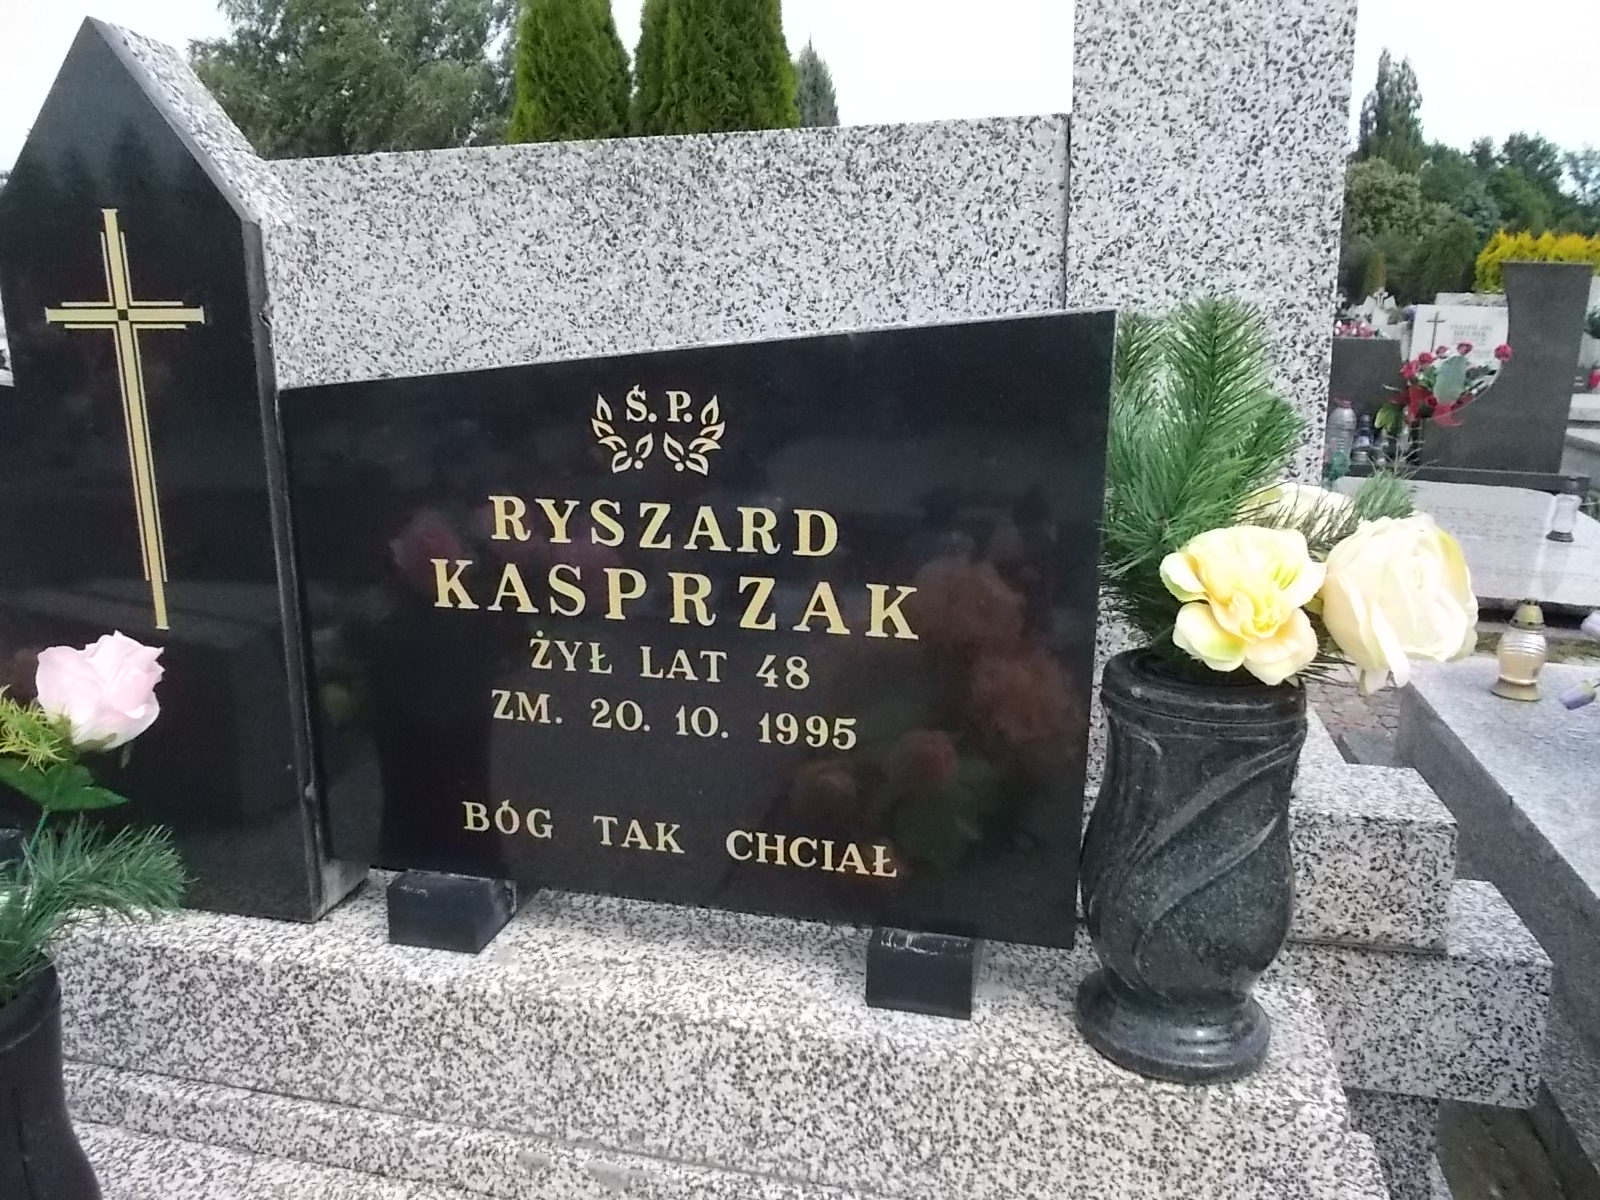 Ś. P.
RYSZARD
KASPRZAK
ŻYŁ LAT 48
ZM. 20. 10. 1995
BÓG TAK CHCIAŁ